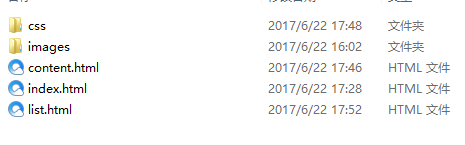 css 2017/6/22 17:48 文件夹
images 2017/6/22 16:02 文件夹
content.html 2017/6/22 17:46 HTML 文件
index.html 2017/6/22 17:28 HTML 文件
list.html 2017/6/22 17:52 HTML 文件